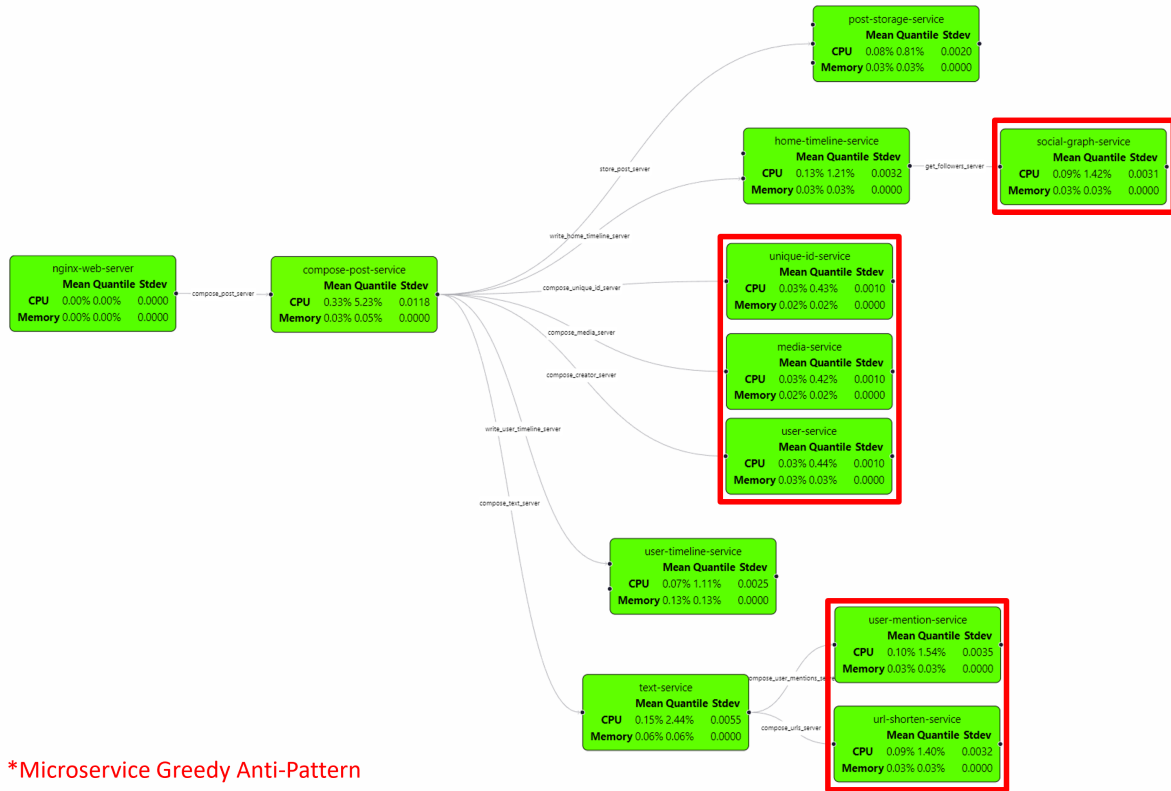 post-storage-service
Mean Quantile Stdev
CPU 0.08% 0.81% 0.0020
Memory 0.03% 0.03% 0.0000
store_post_server
home-timeline-service
Mean Quantile Stdev
CPU 0.13% 1.21% 0.0032
Memory 0.03% 0.03% 0.0000
get_followers_server
social-graph-service
Mean Quantile Stdev
CPU 0.09% 1.42% 0.0031
Memory 0.03% 0.03% 0.0000
write_home_timeline_server
nginx-web-server
Mean Quantile Stdev
CPU 0.00% 0.00% 0.0000
Memory 0.00% 0.00% 0.0000
compose_post_server
compose-post-service
Mean Quantile Stdev
CPU 0.33% 5.23% 0.0118
Memory 0.03% 0.05% 0.0000
compose_unique_id_server
unique-id-service
Mean Quantile Stdev
CPU 0.03% 0.43% 0.0010
Memory 0.02% 0.02% 0.0000
compose_media_server
media-service
Mean Quantile Stdev
CPU 0.03% 0.42% 0.0010
Memory 0.02% 0.02% 0.0000
compose_creator_server
user-service
Mean Quantile Stdev
CPU 0.03% 0.44% 0.0010
Memory 0.03% 0.03% 0.0000
write_user_timeline_server
user-timeline-service
Mean Quantile Stdev
CPU 0.07% 1.11% 0.0025
Memory 0.13% 0.13% 0.0000
compose_text_server
text-service
Mean Quantile Stdev
CPU 0.15% 2.44% 0.0055
Memory 0.06% 0.06% 0.0000
compose_user_mentions_serve
user-mention-service
Mean Quantile Stdev
CPU 0.10% 1.54% 0.0035
Memory 0.03% 0.03% 0.0000
compose_urls_server
url-shorten-service
Mean Quantile Stdev
CPU 0.09% 1.40% 0.0032
Memory 0.03% 0.03% 0.0000
*Microservice Greedy Anti-Pattern